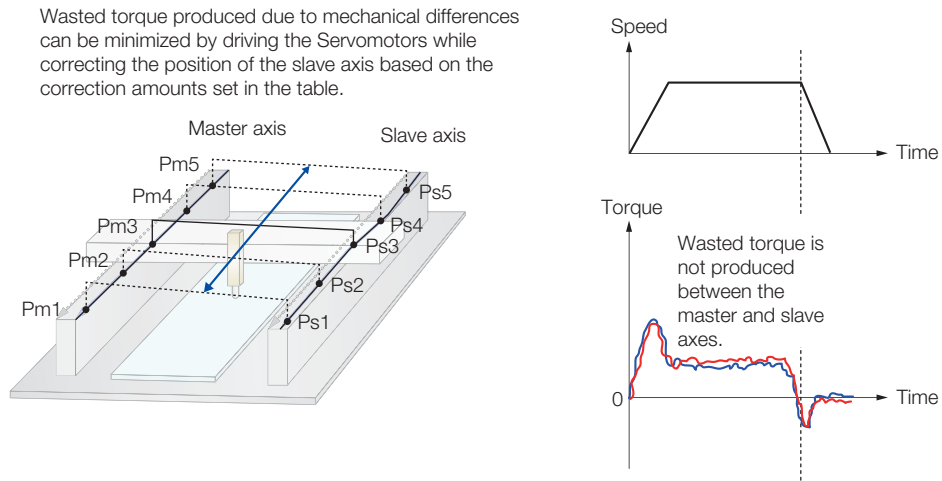 Wasted torque produced due to mechanical differences
can be minimized by driving the Servomotors while
correcting the position of the slave axis based on the
correction amounts set in the table.
Master axis
Slave axis
Pm5
Pm4
Pm3
Pm2
Pm1
Ps5
Ps4
Ps3
Ps2
Ps1
Speed
Time
Torque
Wasted torque is
not produced
between the
master and slave
axes.
0
Time